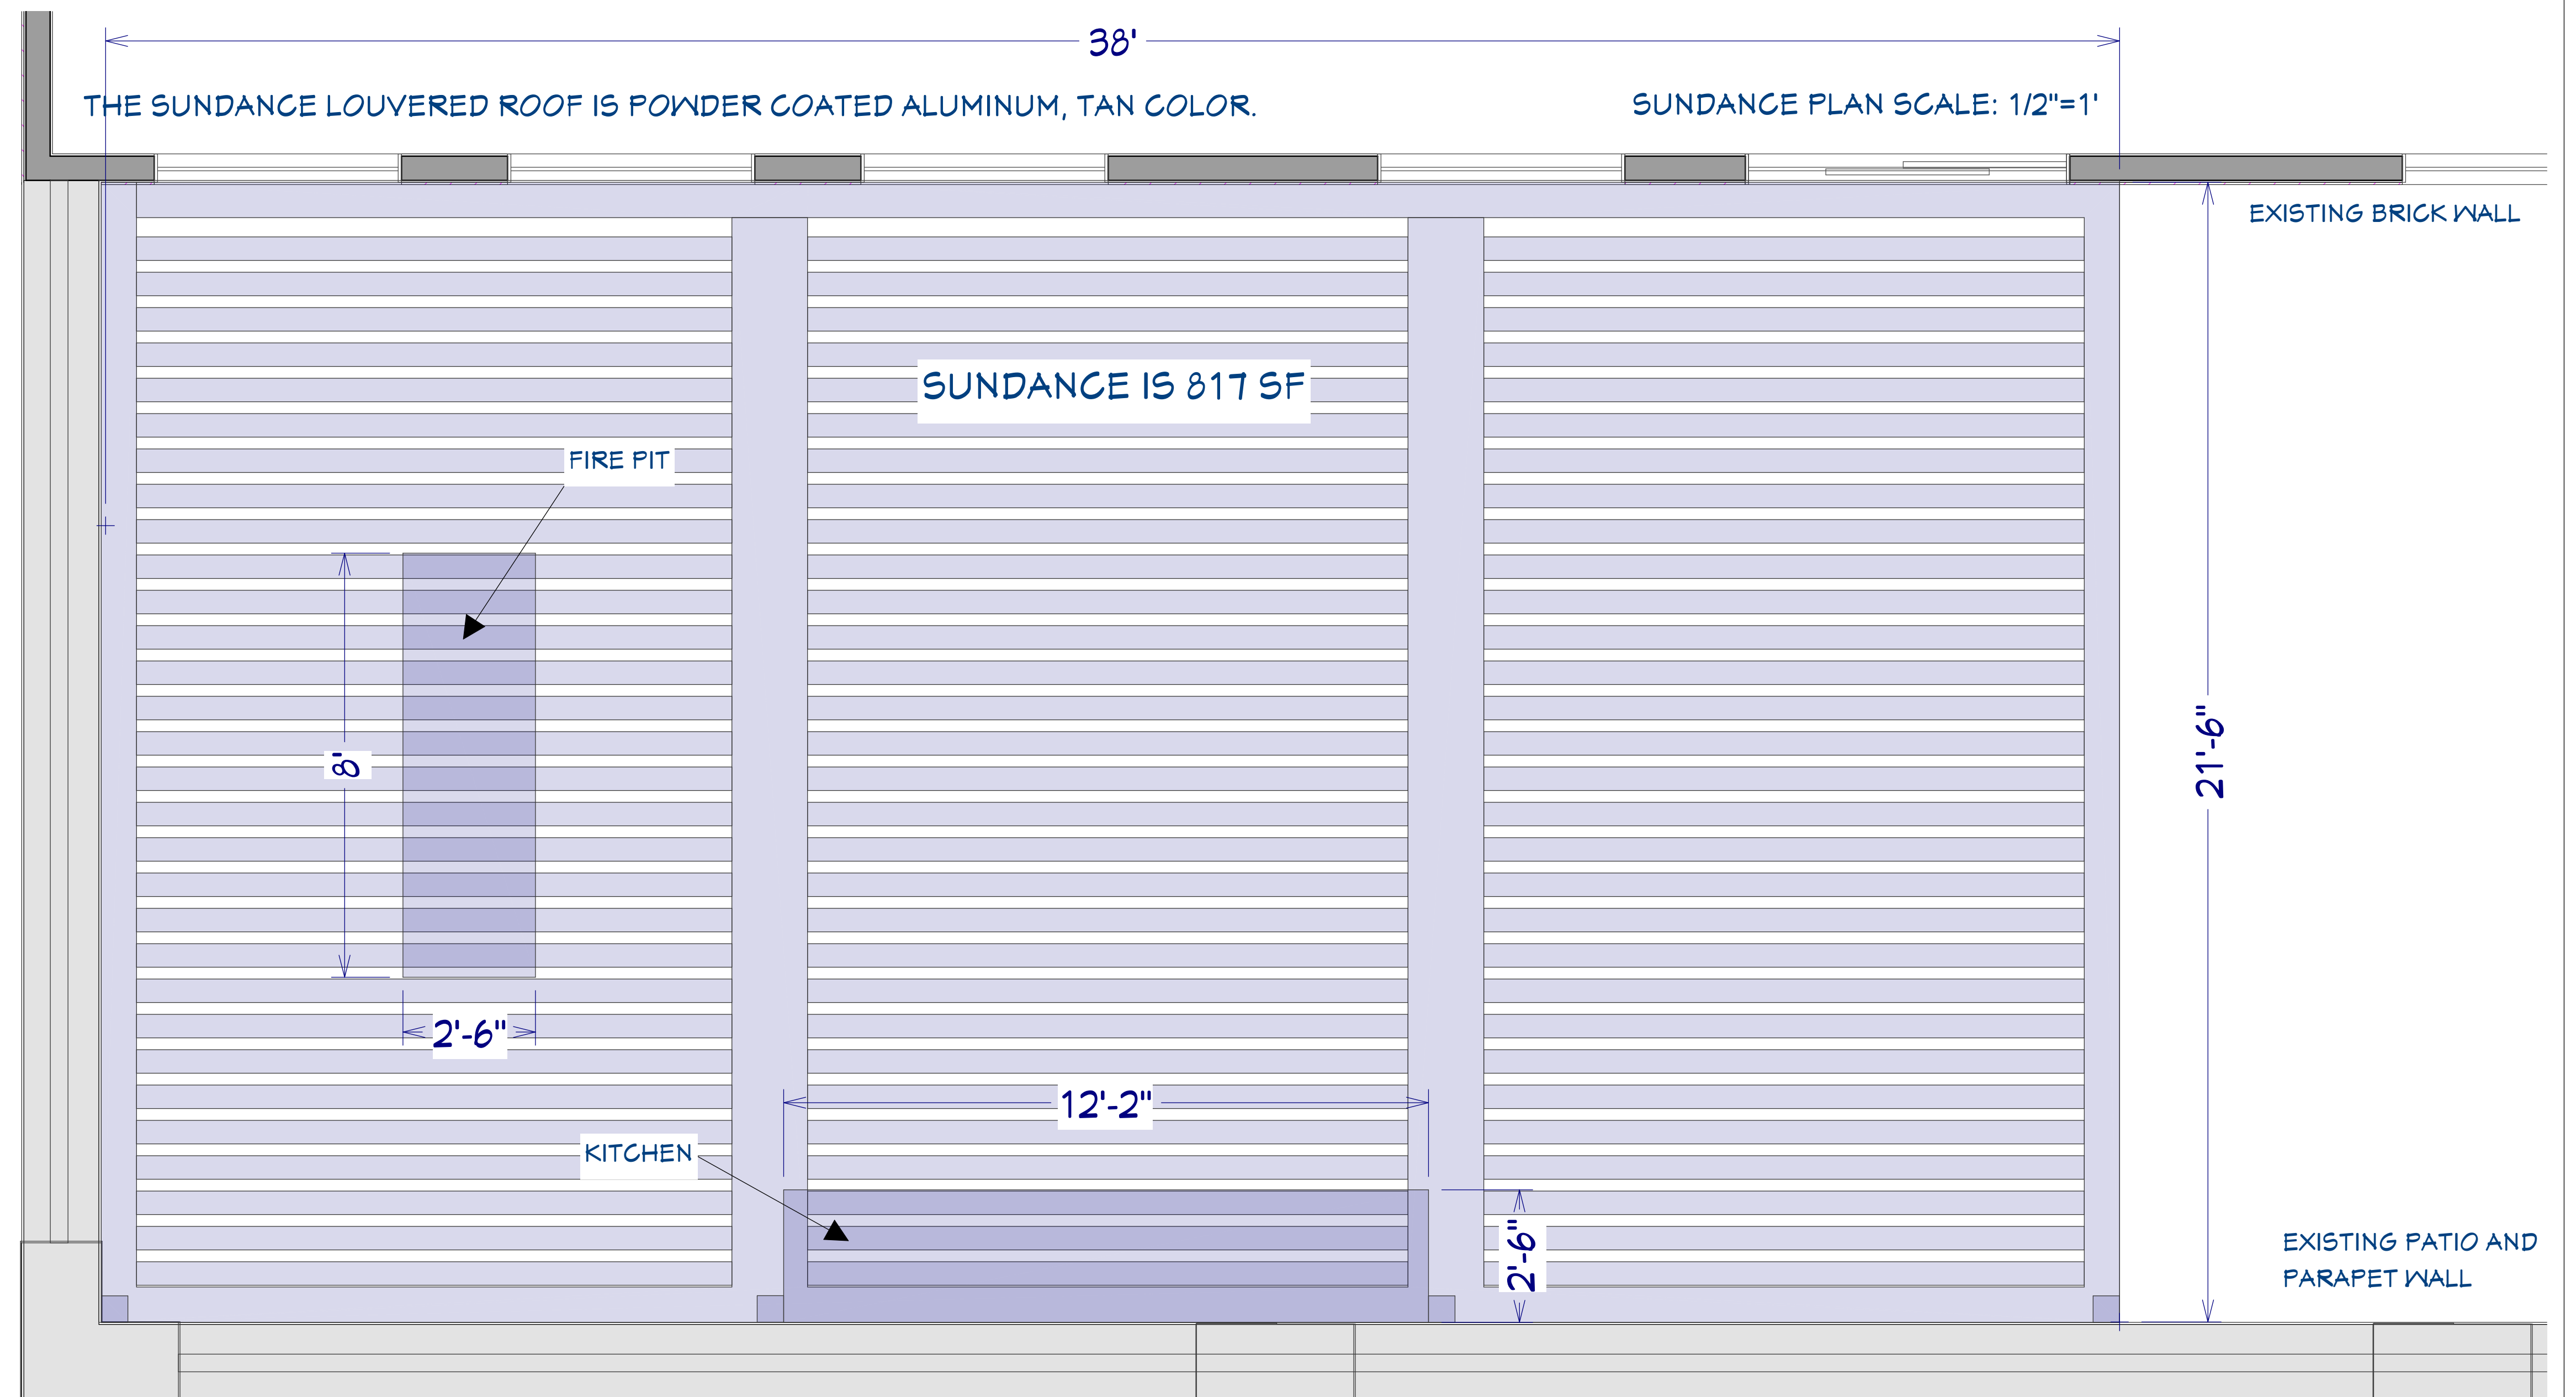 38'
THE SUNDANCE LOUVERED ROOF IS POWDER COATED ALUMINUM, TAN COLOR.
SUNDANCE PLAN SCALE: 1/2"=1'
EXISTING BRICK WALL
SUNDANCE IS 817 SF
FIRE PIT
8'
21'-6"
2'-6"
12'-2"
KITCHEN
2'-6"
EXISTING PATIO AND
PARAPET WALL